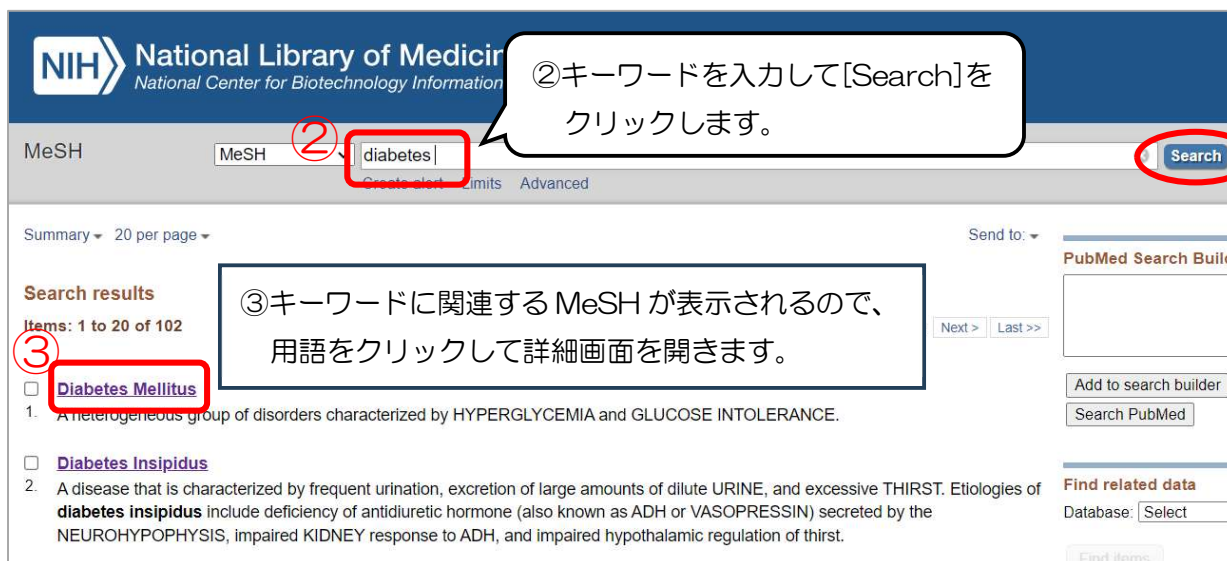 NIH National Library of Medicin
National Center for Biotechnology Information
②キーワードを入力して[Search]を
クリックします。
②
MeSH MeSH diabetes Search
Create alert Limits Advanced
Summary 20 per page Send to:
PubMed Search Buil
Search results
Items: 1 to 20 of 102
③キーワードに関連する MeSH が表示されるので、
用語をクリックして詳細画面を開きます。
Next > Last >>
③
Diabetes Mellitus
1. A heterogeneous group of disorders characterized by HYPERGLYCEMIA and GLUCOSE INTOLERANCE.
Add to search builder
Search PubMed
Diabetes Insipidus
2. A disease that is characterized by frequent urination, excretion of large amounts of dilute URINE, and excessive THIRST. Etiologies of
diabetes insipidus include deficiency of antidiuretic hormone (also known as ADH or VASOPRESSIN) secreted by the
NEUROHYPOPHYSIS, impaired KIDNEY response to ADH, and impaired hypothalamic regulation of thirst.
Find related data
Database: Select
Find items